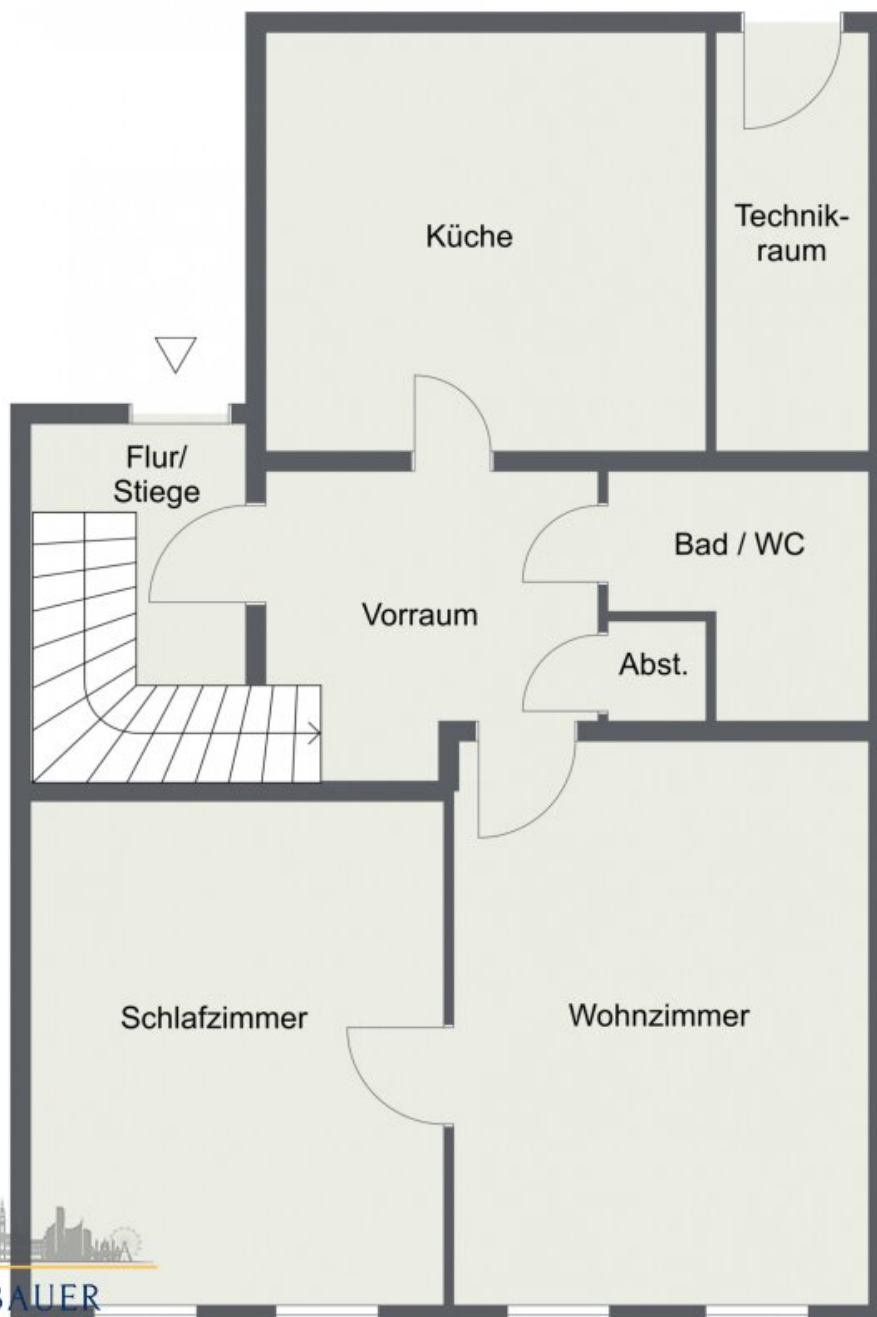 Küche
Technik-
raum
Flur/
Stiege
Bad / WC
Vorraum
Abst.
Schlafzimmer
Wohnzimmer
BAUER